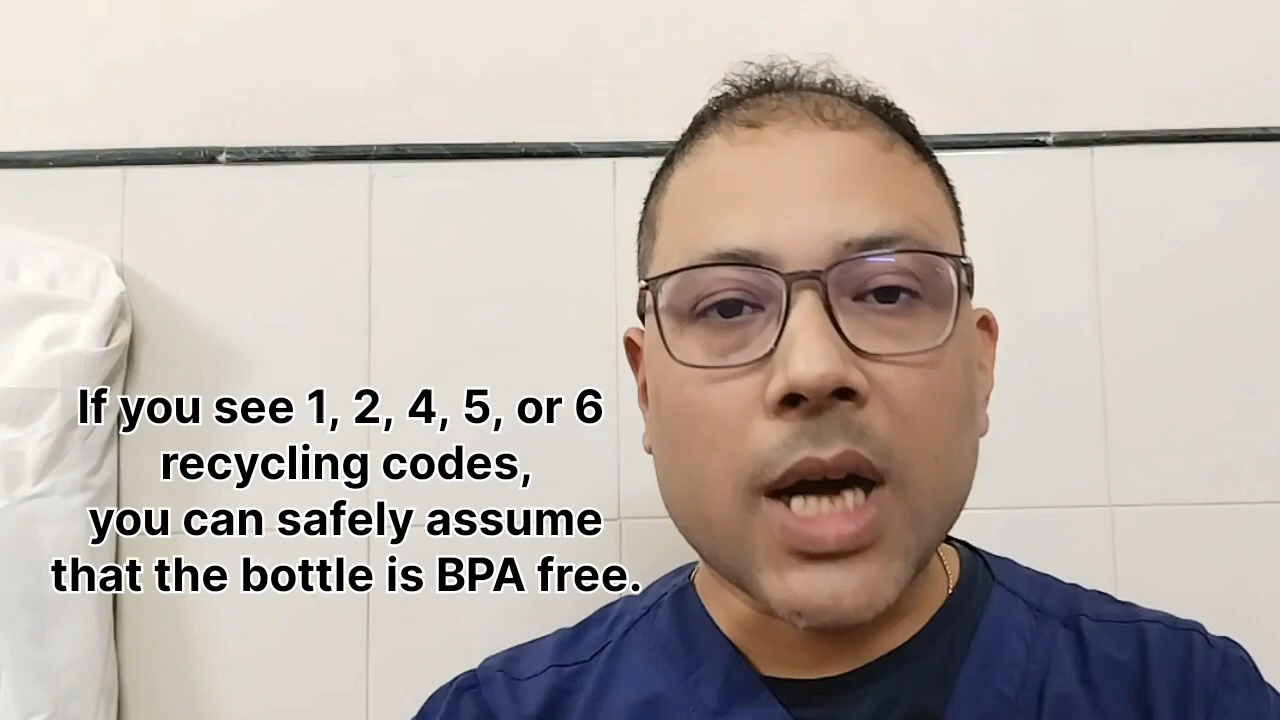 If you see 1, 2, 4, 5, or 6
recycling codes,
you can safely assume
that the bottle is BPA free.